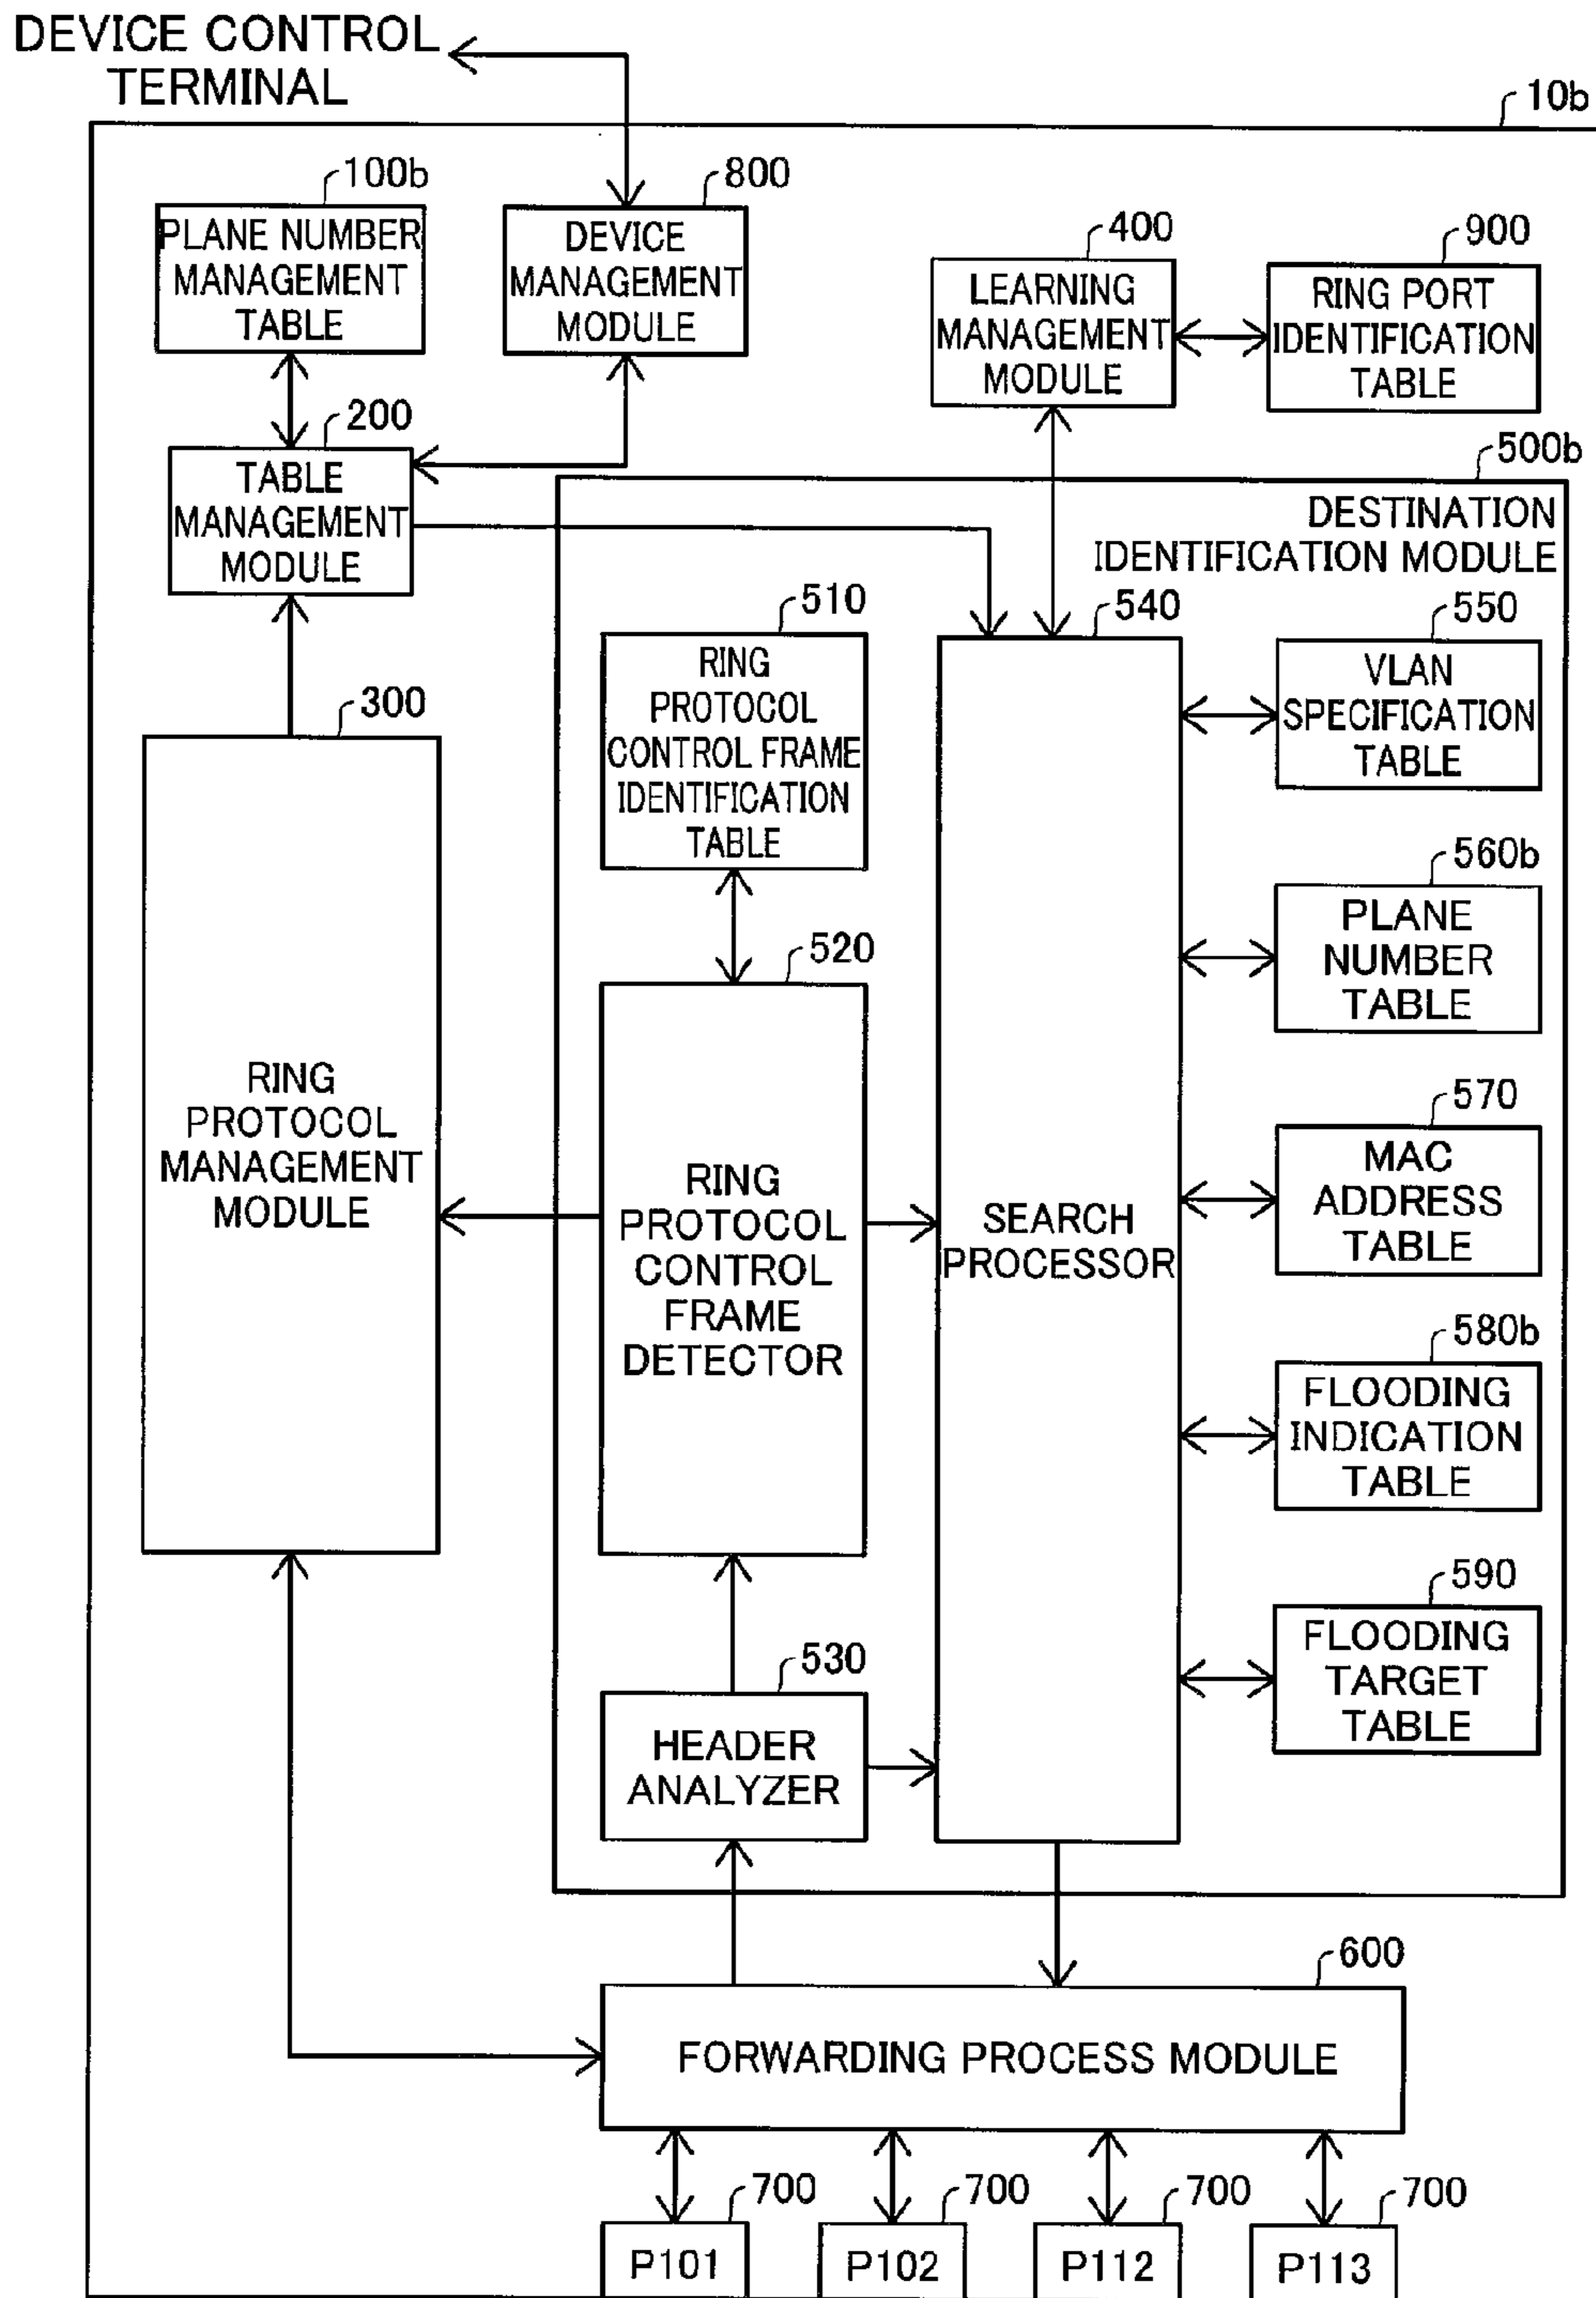 DEVICE CONTROL
TERMINAL
10b
100b
PLANE NUMBER
MANAGEMENT
TABLE
800
DEVICE
MANAGEMENT
MODULE
400
LEARNING
MANAGEMENT
MODULE
900
RING PORT
IDENTIFICATION
TABLE
200
TABLE
MANAGEMENT
MODULE
500b
DESTINATION
IDENTIFICATION MODULE
510
RING
PROTOCOL
CONTROL FRAME
IDENTIFICATION
TABLE
540
SEARCH
PROCESSOR
550
VLAN
SPECIFICATION
TABLE
300
RING
PROTOCOL
MANAGEMENT
MODULE
520
RING
PROTOCOL
CONTROL
FRAME
DETECTOR
560b
PLANE
NUMBER
TABLE
570
MAC
ADDRESS
TABLE
580b
FLOODING
INDICATION
TABLE
590
FLOODING
TARGET
TABLE
530
HEADER
ANALYZER
600
FORWARDING PROCESS MODULE
700
P101
700
P102
700
P112
700
P113